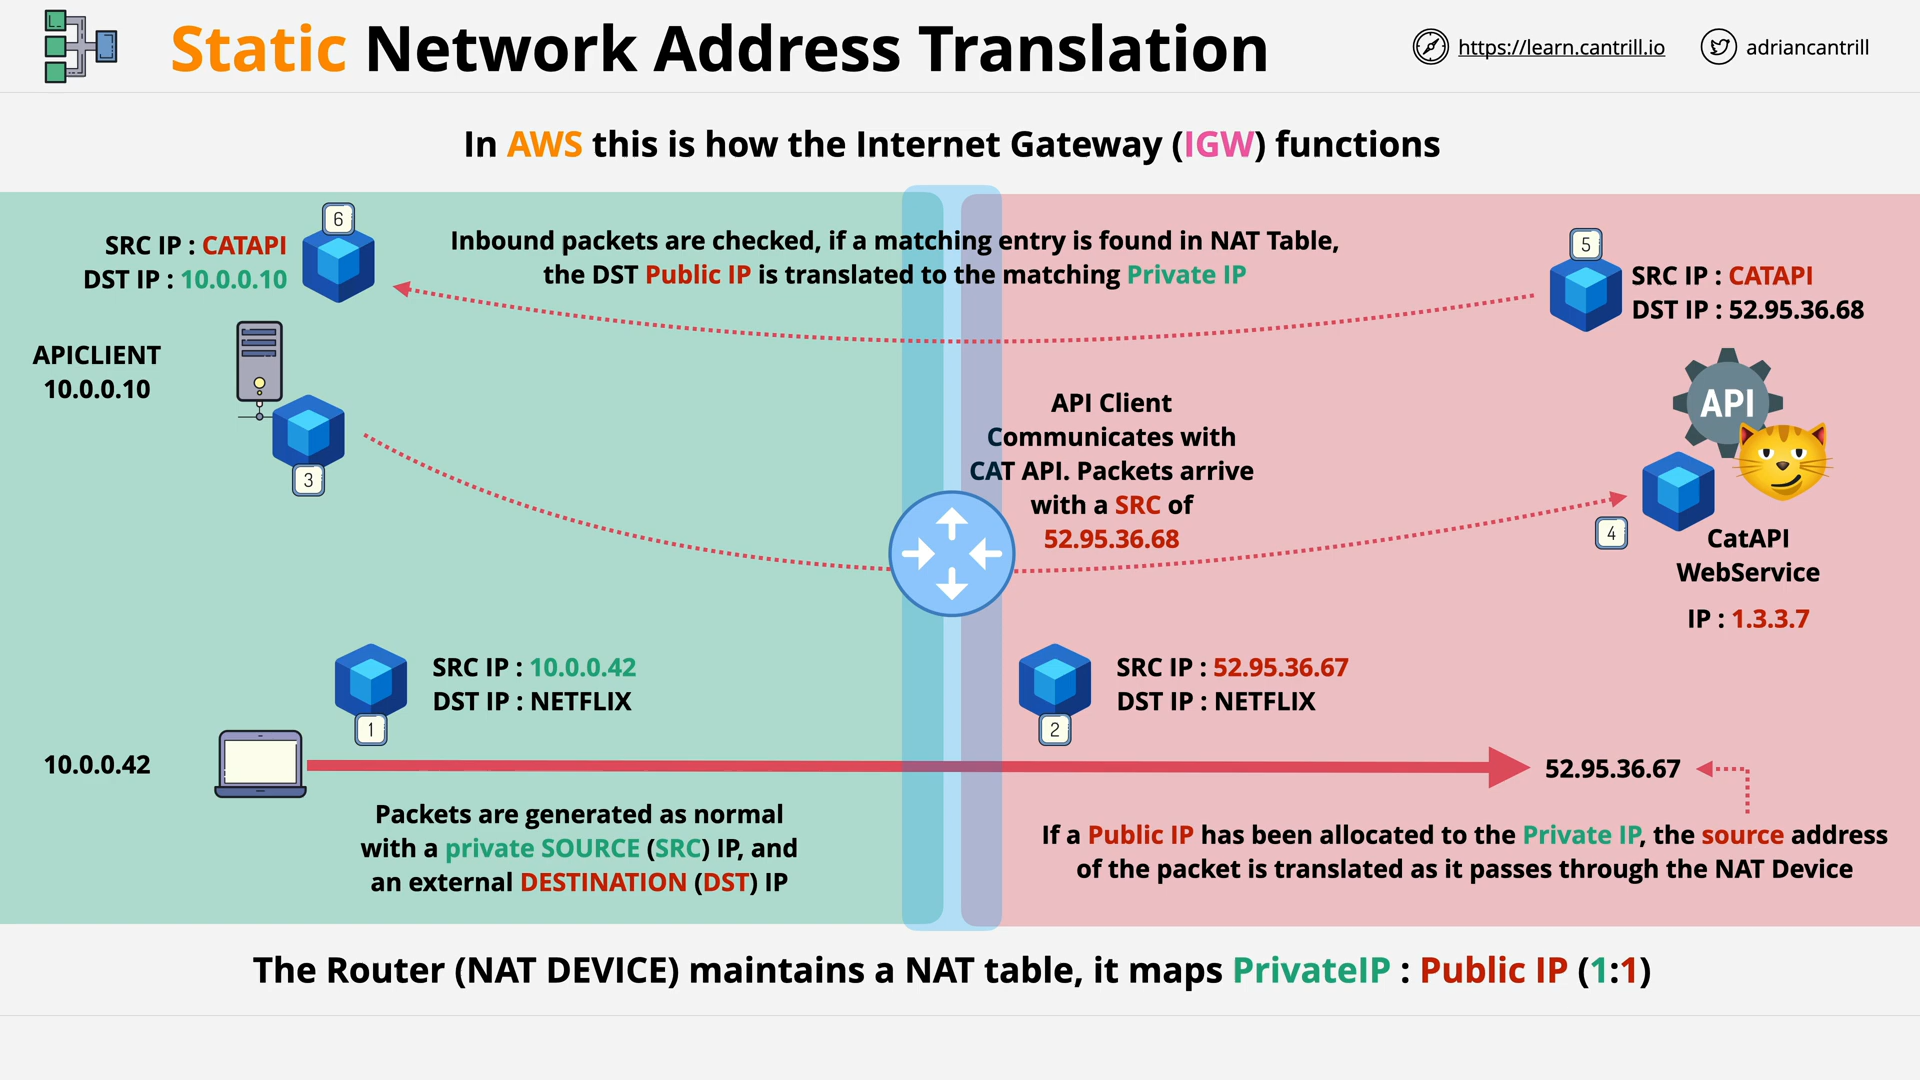 Static Network Address Translation
https://learn.cantrill.io
adriancantrill
In AWS this is how the Internet Gateway (IGW) functions
6
SRC IP : CATAPI
DST IP : 10.0.0.10
Inbound packets are checked, if a matching entry is found in NAT Table,
the DST Public IP is translated to the matching Private IP
5
SRC IP : CATAPI
DST IP : 52.95.36.68
APICLIENT
10.0.0.10
3
API Client
Communicates with
CAT API. Packets arrive
with a SRC of
52.95.36.68
API
4
CatAPI
WebService
IP : 1.3.3.7
1
SRC IP : 10.0.0.42
DST IP : NETFLIX
2
SRC IP : 52.95.36.67
DST IP : NETFLIX
10.0.0.42
52.95.36.67
Packets are generated as normal
with a private SOURCE (SRC) IP, and
an external DESTINATION (DST) IP
If a Public IP has been allocated to the Private IP, the source address
of the packet is translated as it passes through the NAT Device
The Router (NAT DEVICE) maintains a NAT table, it maps PrivateIP : Public IP (1:1)